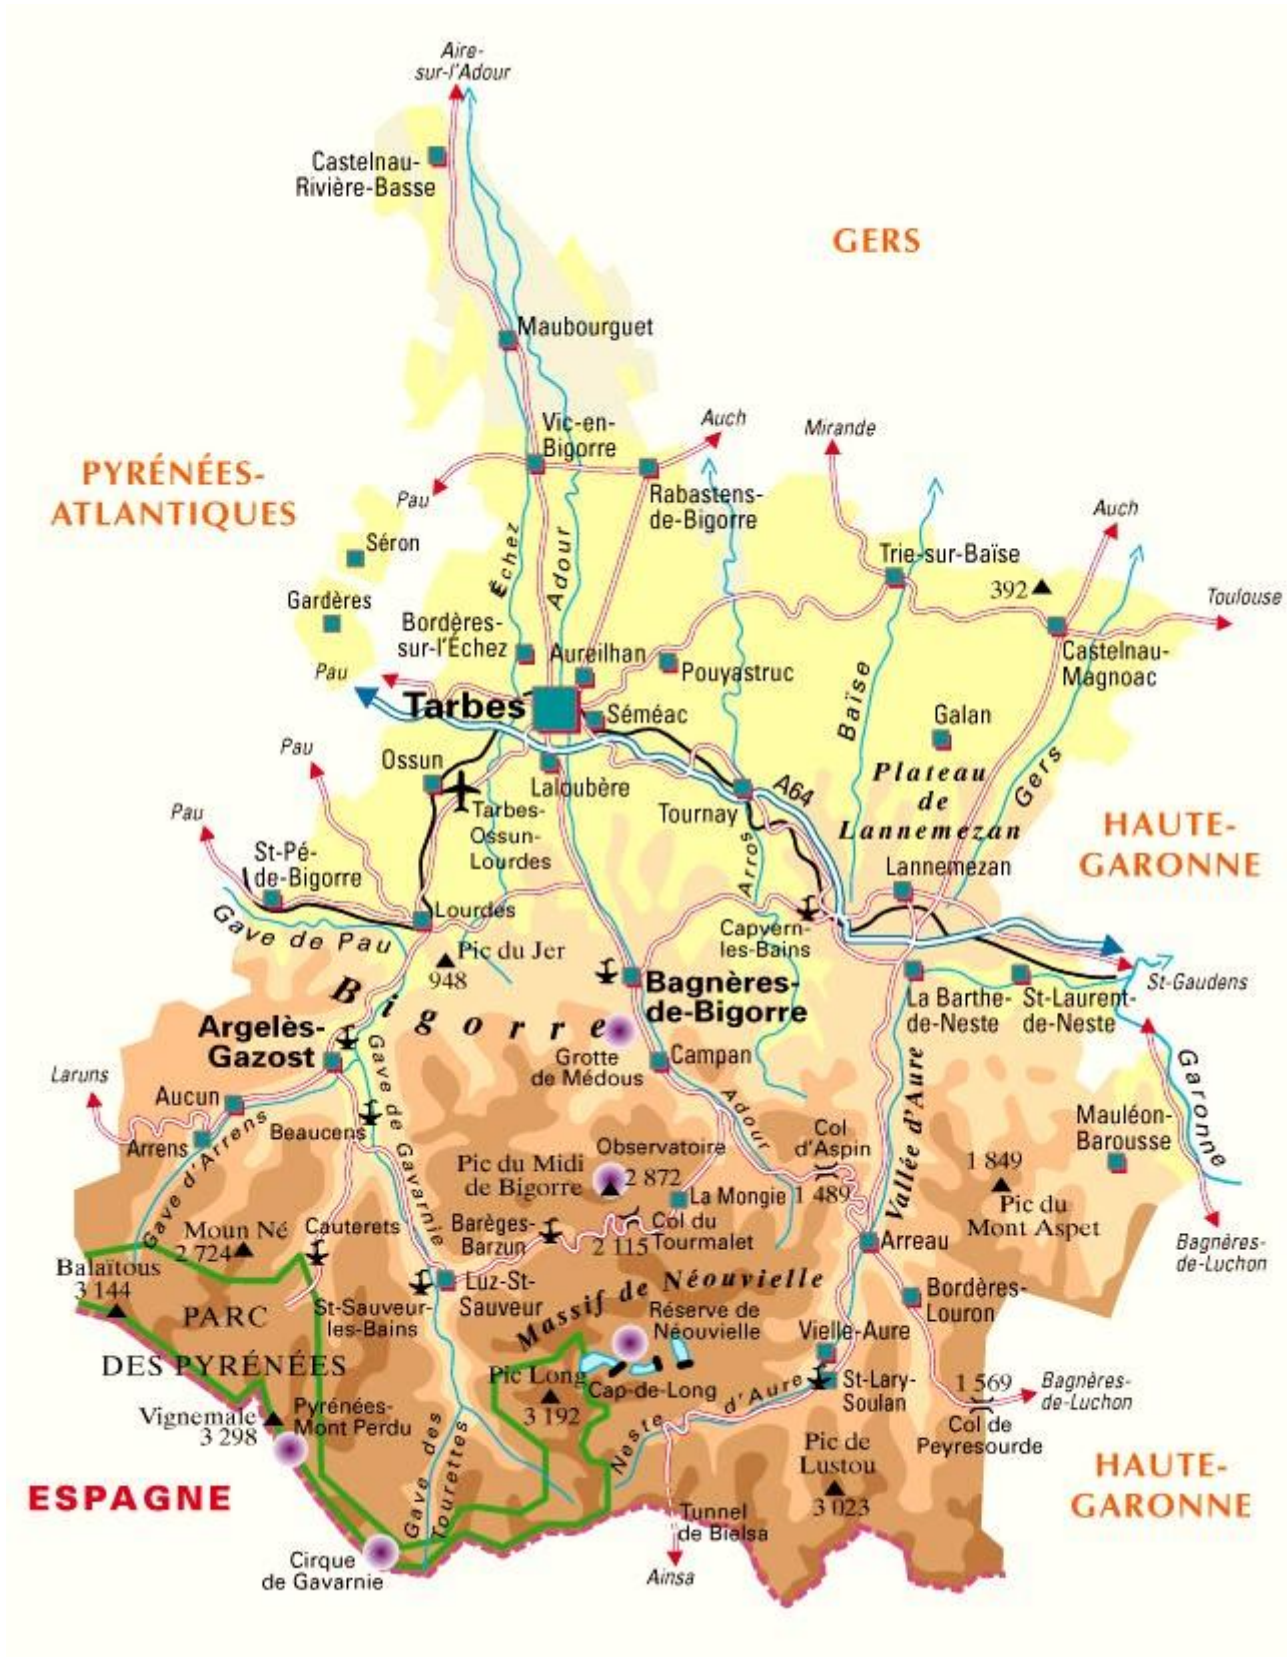 Aire-
sur-l'Adour
Castelnau-
Rivière-Basse
GERS
Maubourguet
Vic-en-
Bigorre
Auch
Mirande
PYRÉNÉES-
ATLANTIQUES
Pau
Rabastens-
de-Bigorre
Auch
Séron
Échez
Adour
Trie-sur-Baïse
392
Gardères
Toulouse
Bordères-
sur-l'Échez
Aureilhan
Castelnau-
Magnoac
Pau
Pouyastruc
Baïse
Tarbes
Séméac
Galan
Pau
Ossun
Laloubère
A64
Plateau
de
Lannemezan
Gers
Pau
Tarbes-
Ossun-
Lourdes
Tournay
HAUTE-
GARONNE
St-Pé-
de-Bigorre
Arros
Lannemezan
Gave de Pau
Lourdes
Capvern-
les-Bains
Pic du Jer
948
Bagnères-
de-Bigorre
St-Gaudens
La Barthe-
de-Neste
St-Laurent-
de-Neste
Bigorre
Argelès-
Gazost
Grotte
de Médous
Campan
Laruns
Gave de Gavarnie
Vallée d'Aure
Garonne
Aucun
Adour
Mauléon-
Barousse
Arrens
Gave d'Arrens
Beaucens
Observatoire
Col
d'Aspin
1 489
Pic du Midi
de Bigorre
2 872
1 849
Pic du
Mont Aspet
La Mongie
Moun Né
2 724
Cauterets
Barèges-
Barzun
2 115
Col du
Tourmalet
Arreau
Bagnères-
de-Luchon
Balaïtous
3 144
Luz-St-
Sauveur
Massif de Néouvielle
Bordères-
Louron
PARC
DES PYRÉNÉES
St-Sauveur-
les-Bains
Réserve de
Néouvielle
Vielle-Aure
Pic Long
3 192
Cap-de-Long
St-Lary-
Soulan
1 569
Bagnères-
de-Luchon
Col de
Peyresourde
Vignemale
3 298
Pyrénées-
Mont Perdu
Neste d'Aure
Pic de
Lustou
3 023
Gave des
Tourettes
ESPAGNE
HAUTE-
GARONNE
Tunnel
de Bielsa
Cirque
de Gavarnie
Ainsa